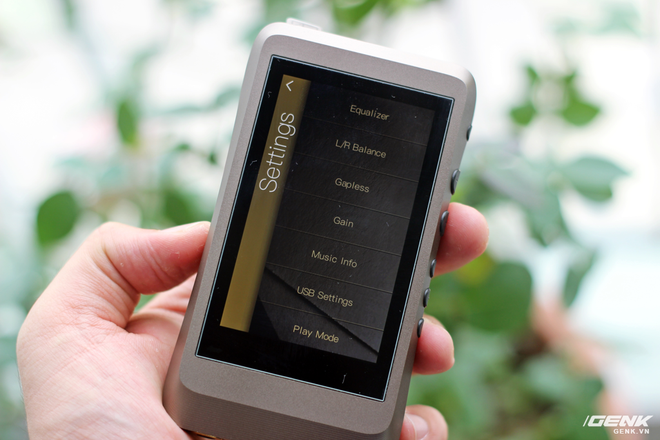 <
Settings
Equalizer
L/R Balance
Gapless
Gain
Music Info
USB Settings
Play Mode
/GENK
GENK.VN